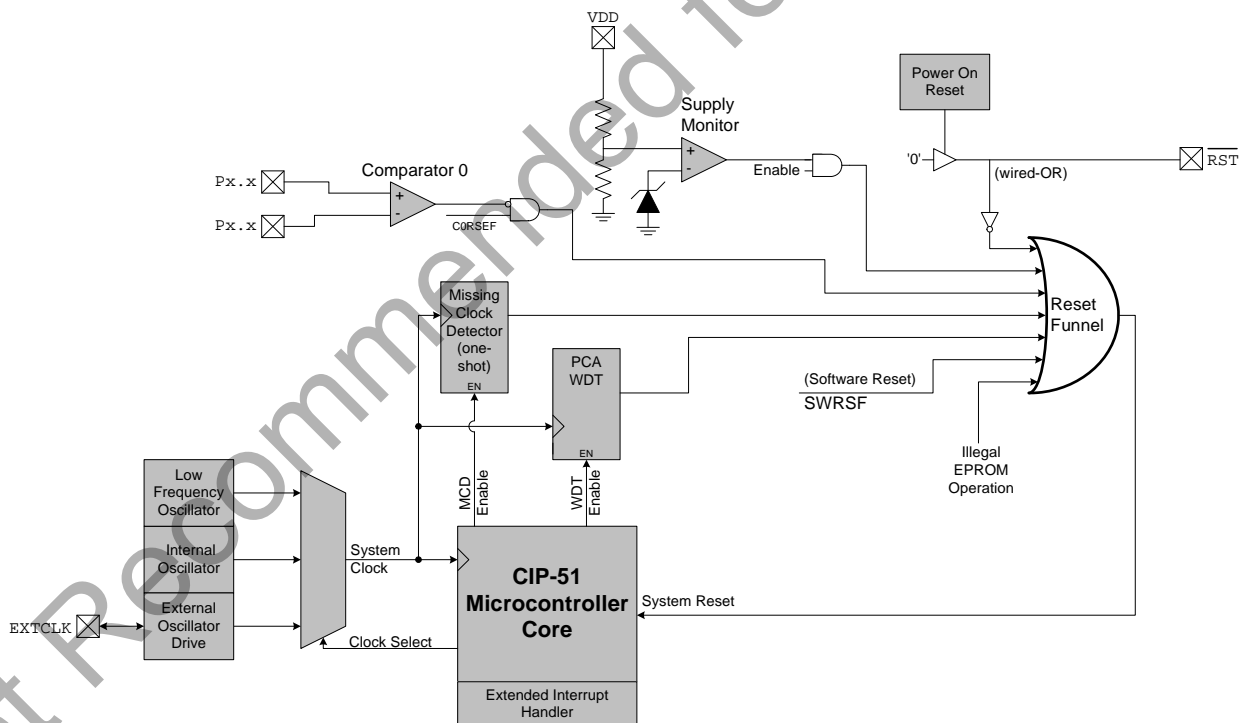 VDD
Power On
Reset
Supply
Monitor
'0'
RST
(wired-OR)
Enable
Comparator 0
Px.x
+
-
+
-
Px.x
C0RSEF
Missing
Clock
Detector
(one-
shot)
EN
PCA
WDT
EN
Reset
Funnel
(Software Reset)
SWRSF
Illegal
EPROM
Operation
MCD
Enable
WDT
Enable
Low
Frequency
Oscillator
Internal
Oscillator
External
Oscillator
Drive
EXTCLK
System
Clock
Clock Select
CIP-51
Microcontroller
Core
System Reset
Extended Interrupt
Handler
Recommended fo